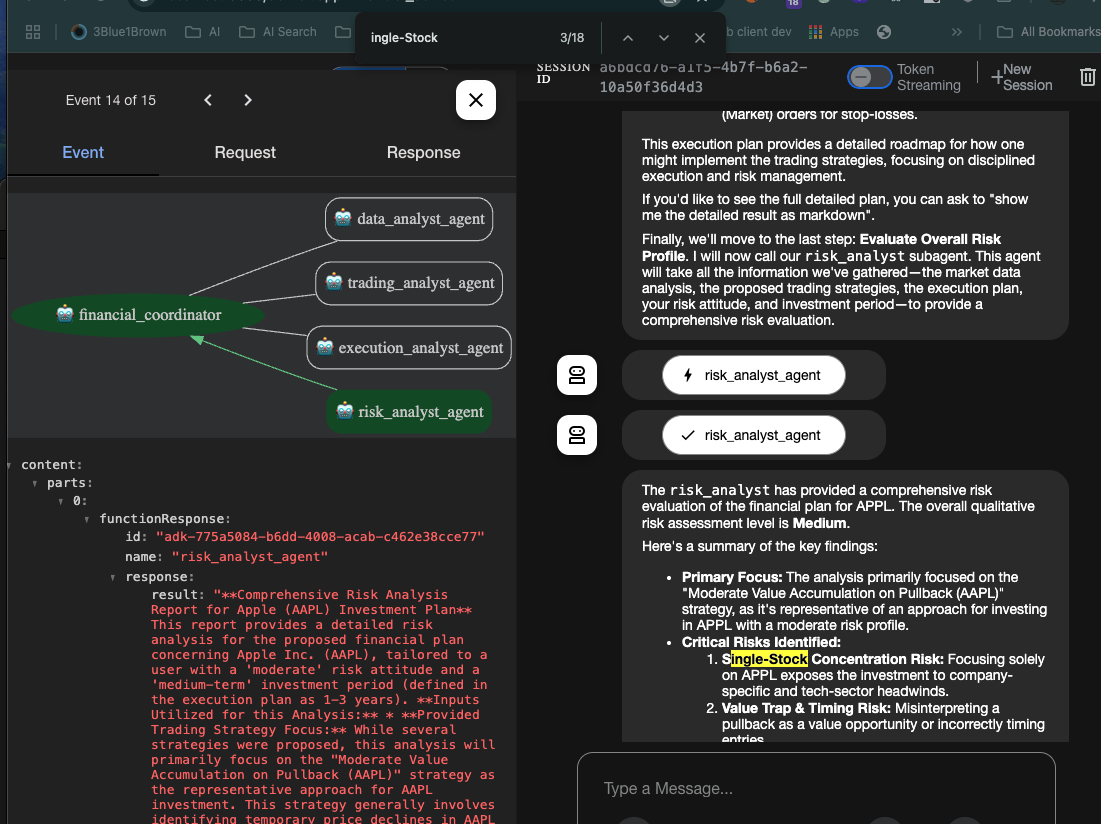 3Blue1Brown
AI
AI Search
18
b client dev
Apps
All Bookmarks
ingle-Stock
3/18
Event 14 of 15
Event
Request
Response
data_analyst_agent
trading_analyst_agent
financial_coordinator
execution_analyst_agent
risk_analyst_agent
content:
parts:
0:
functionResponse:
id: "adk-775a5084-b6dd-4008-acab-c462e38cce77"
name: "risk_analyst_agent"
response:
result: "**Comprehensive Risk Analysis
Report for Apple (AAPL) Investment Plan**
This report provides a detailed risk
analysis for the proposed financial plan
concerning Apple Inc. (AAPL), tailored to a
user with a 'moderate' risk attitude and a
'medium-term' investment period (defined in
the execution plan as 1-3 years). **Inputs
Utilized for this Analysis:** * **Provided
Trading Strategy Focus:** While several
strategies were proposed, this analysis will
primarily focus on the "Moderate Value
Accumulation on Pullback (AAPL)" strategy as
the representative approach for AAPL
investment. This strategy generally involves
identifying temporary price declines in AAPL
SESSION
ID
a6bdcd76-a1f5-4b7f-b6a2-
10a50f36d4d3
Token
Streaming
New
Session
(Market) orders for stop-losses.
This execution plan provides a detailed roadmap for how one
might implement the trading strategies, focusing on disciplined
execution and risk management.
If you'd like to see the full detailed plan, you can ask to "show
me the detailed result as markdown".
Finally, we'll move to the last step: Evaluate Overall Risk
Profile. I will now call our risk_analyst subagent. This agent
will take all the information we've gathered—the market data
analysis, the proposed trading strategies, the execution plan,
your risk attitude, and investment period—to provide a
comprehensive risk evaluation.
risk_analyst_agent
risk_analyst_agent
The risk_analyst has provided a comprehensive risk
evaluation of the financial plan for APPL. The overall qualitative
risk assessment level is Medium.
Here's a summary of the key findings:
• Primary Focus: The analysis primarily focused on the
"Moderate Value Accumulation on Pullback (AAPL)"
strategy, as it's representative of an approach for investing
in APPL with a moderate risk profile.
• Critical Risks Identified:
1. Single-Stock Concentration Risk: Focusing solely
on APPL exposes the investment to company-
specific and tech-sector headwinds.
2. Value Trap & Timing Risk: Misinterpreting a
pullback as a value opportunity or incorrectly timing
entries.
Type a Message...